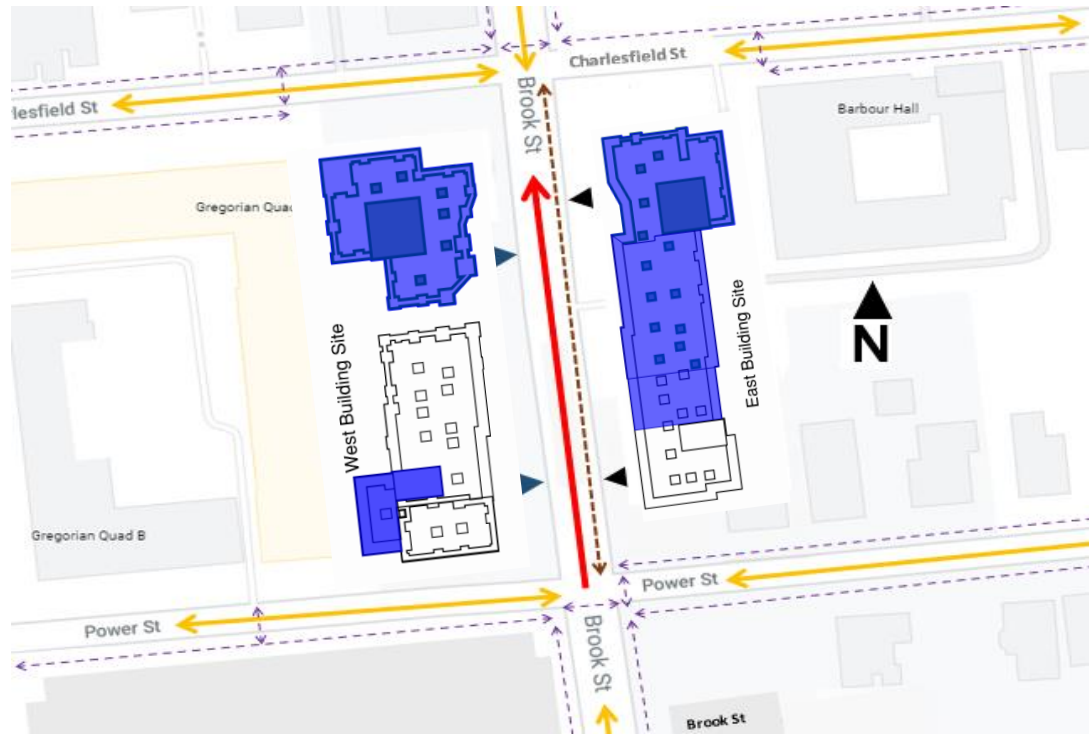 Charlesfield St
lesfield St
Brook St
Barbour Hall
Gregorian Quad
West Building Site
East Building Site
N
Gregorian Quad B
Power St
Power St
Brook St
Brook St